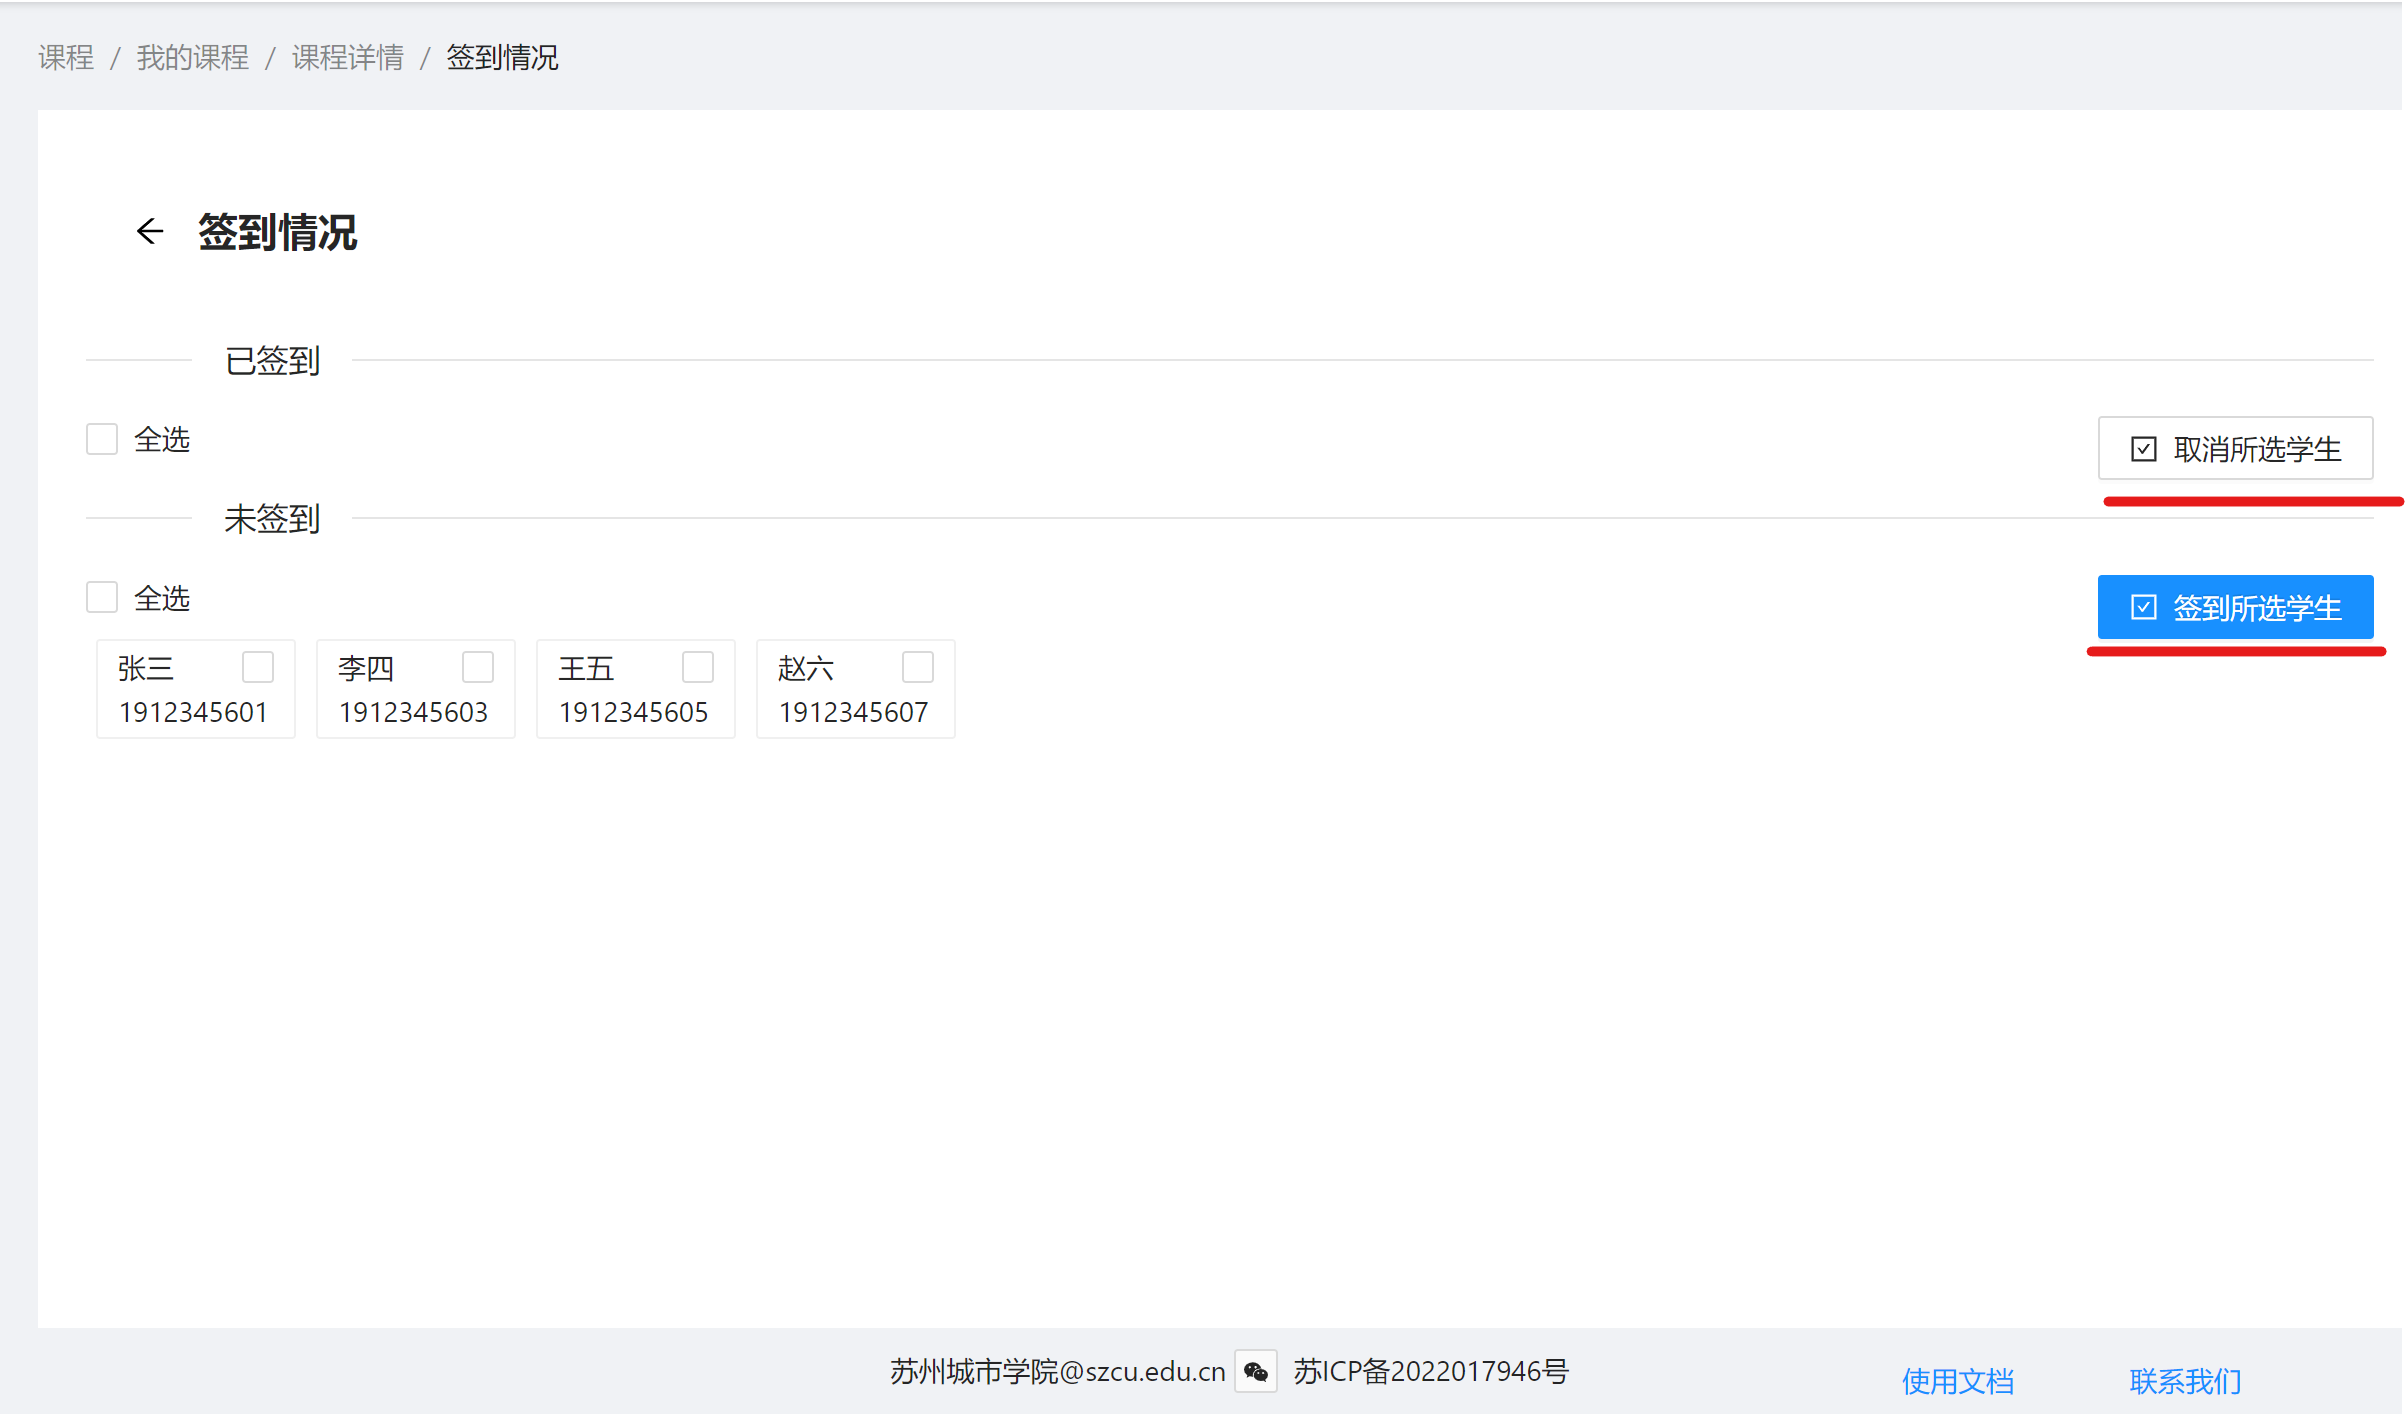 课程 / 我的课程 / 课程详情 / 签到情况
签到情况
已签到
全选
取消所选学生
未签到
全选
签到所选学生
张三
1912345601
李四
1912345603
王五
1912345605
赵六
1912345607
苏州城市学院@szcu.edu.cn 苏ICP备2022017946号
使用文档
联系我们